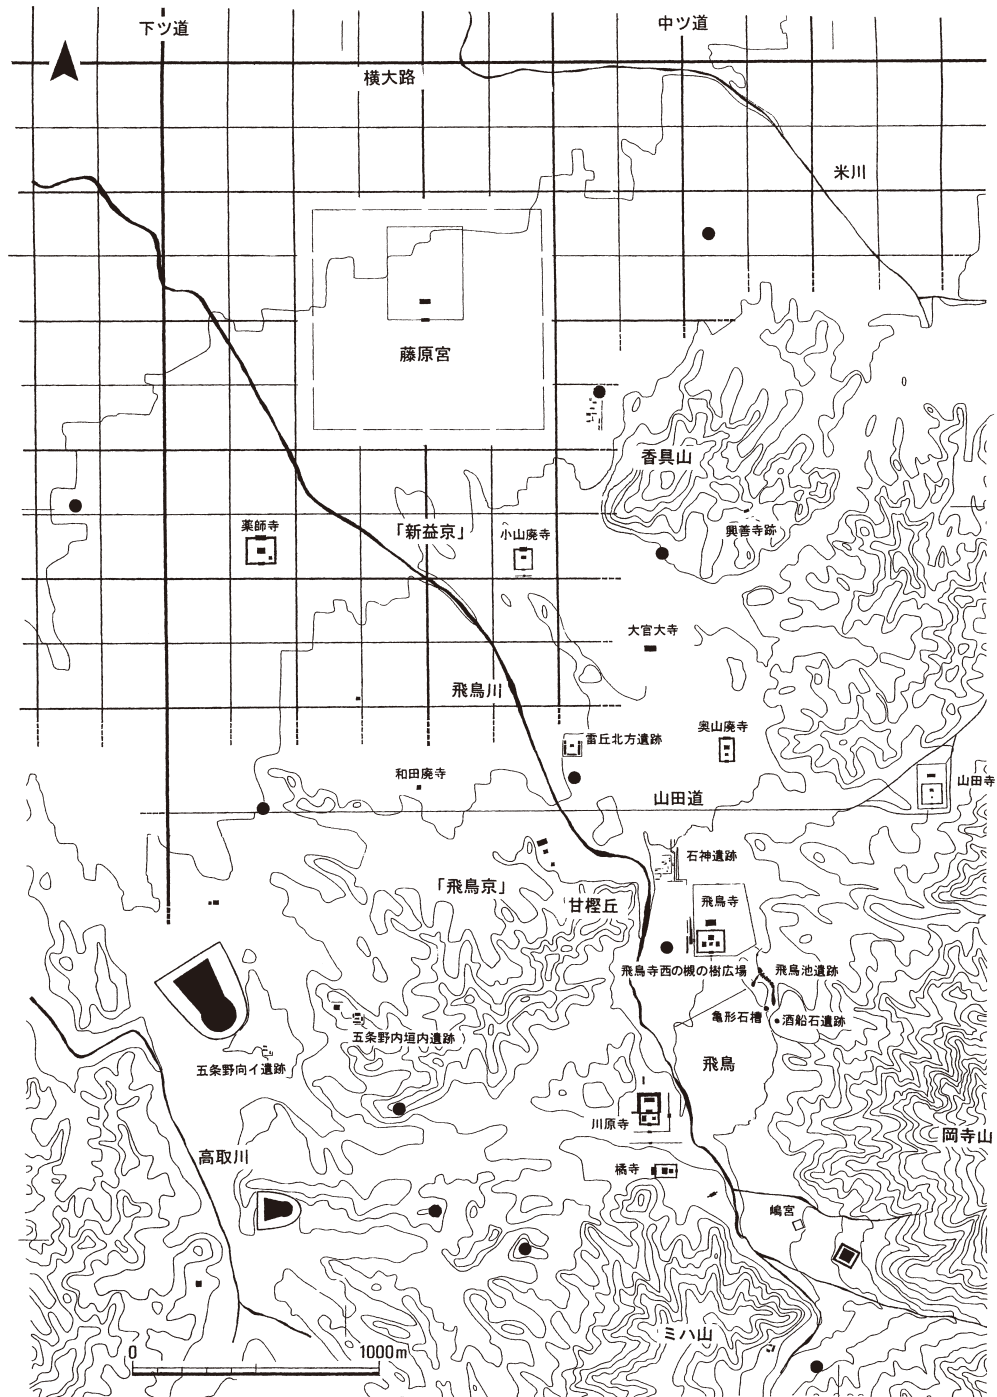 下ツ道
中ツ道
横大路
米川
藤原宮
香具山
薬師寺
「新益京」
小山廃寺
興善寺跡
大官大寺
飛鳥川
雷丘北方遺跡
奥山廃寺
和田廃寺
山田道
山田寺
石神遺跡
「飛鳥京」
甘樫丘
飛鳥寺
飛鳥寺西の槻の樹広場
飛鳥池遺跡
亀形石槽
酒船石遺跡
五条野内垣内遺跡
五条野向イ遺跡
飛鳥
川原寺
岡寺山
高取川
橘寺
嶋宮
ミハ山
0
1000m